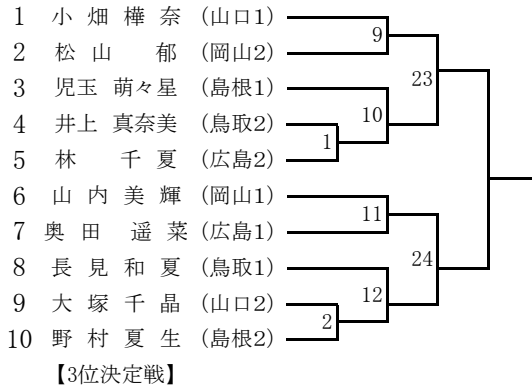 1 小 畑 樺 奈 (山口1)
2 松 山 郁 (岡山2)
3 児玉 萌々星 (島根1)
4 井上 真奈美 (鳥取2)
5 林 千 夏 (広島2)
6 山 内 美 輝 (岡山1)
7 奥 田 遥 菜 (広島1)
8 長 見 和 夏 (鳥取1)
9 大 塚 千 晶 (山口2)
10 野 村 夏 生 (島根2)
9
23
10
1
11
24
12
2
【3位決定戦】